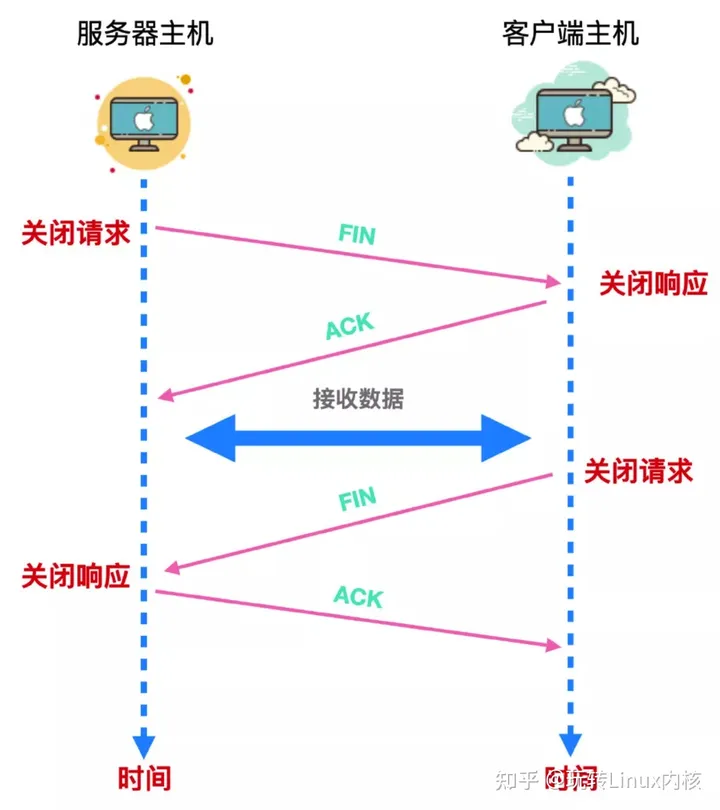 服务器主机
客户端主机
关闭请求
FIN
关闭响应
ACK
接收数据
关闭请求
FIN
关闭响应
ACK
时间
时间
知乎 @玩转Linux内核